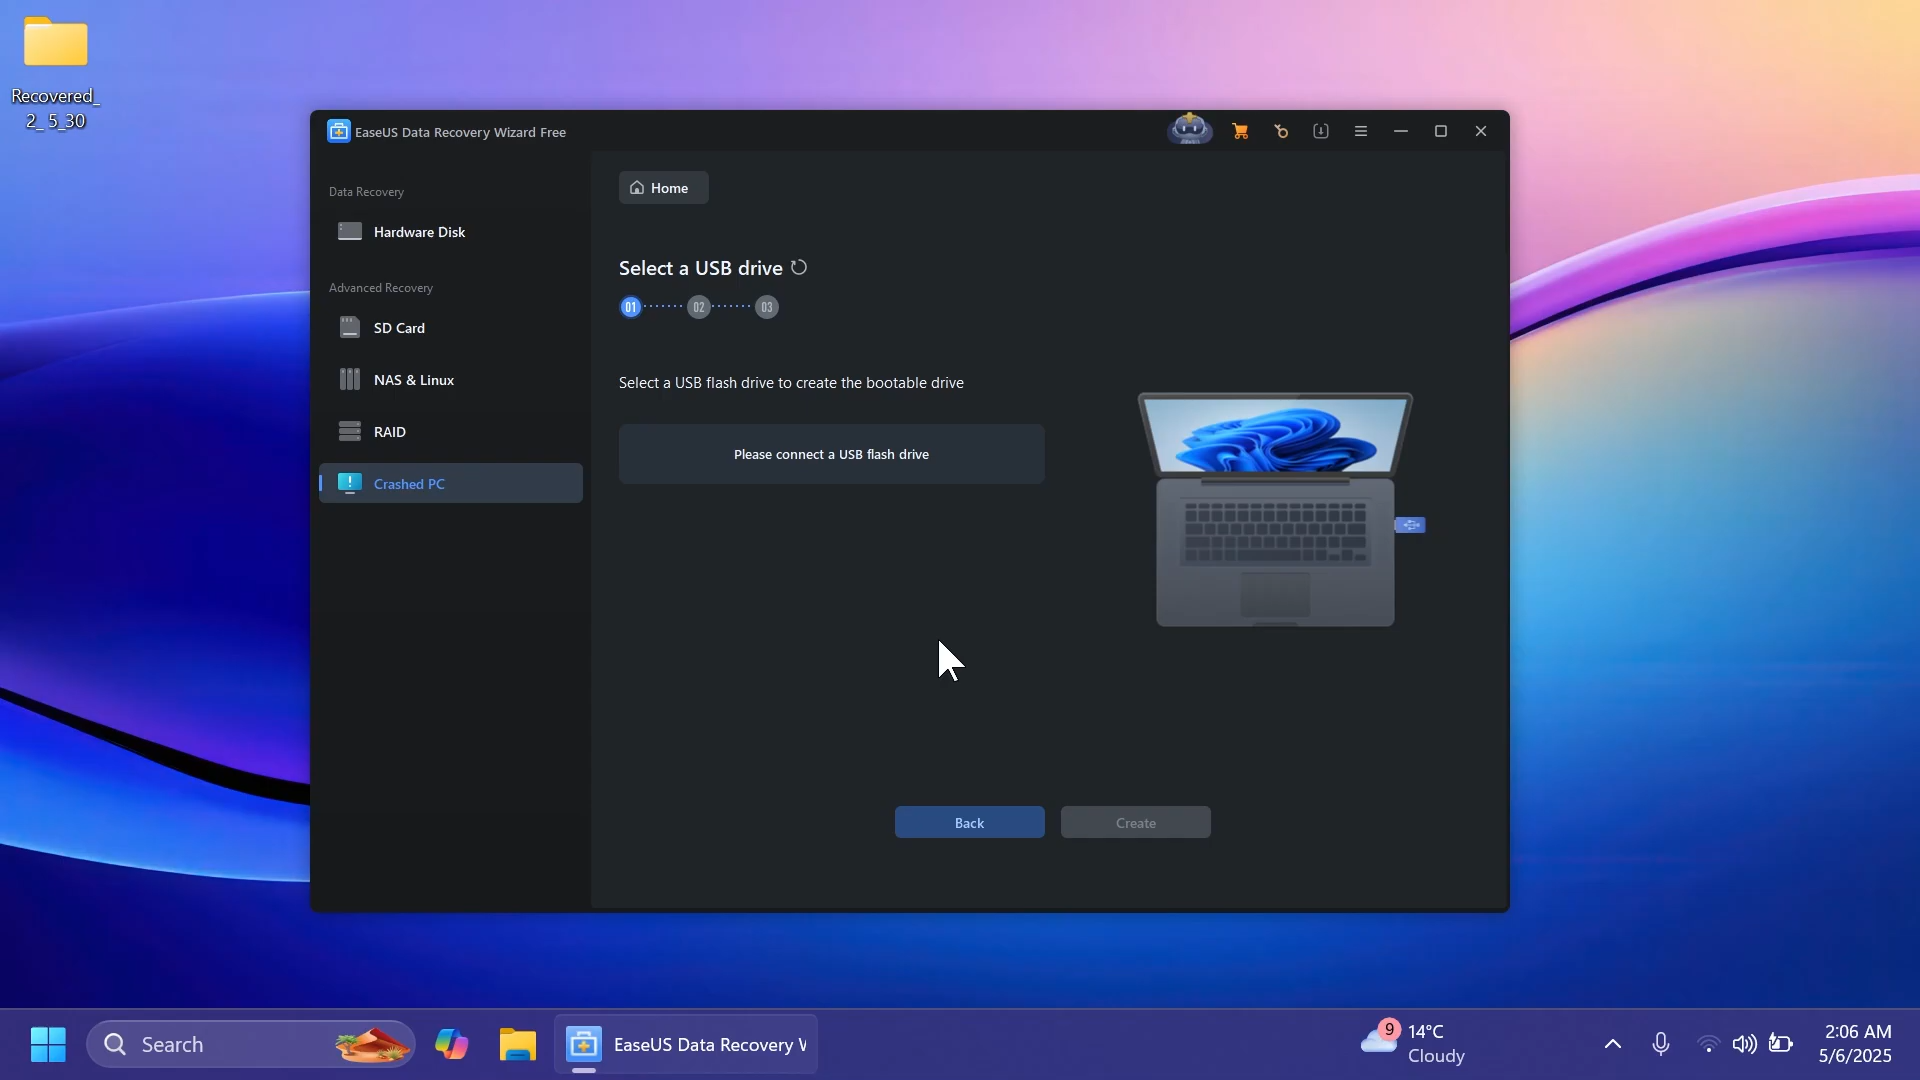 Recovered_
2_ 5_30
EaseUS Data Recovery Wizard Free
Data Recovery
Hardware Disk
Advanced Recovery
SD Card
NAS & Linux
RAID
Crashed PC
Home
Select a USB drive
01
02
03
Select a USB flash drive to create the bootable drive
Please connect a USB flash drive
Back
Create
Search
EaseUS Data Recovery W
9
14°C
Cloudy
2:06 AM
5/6/2025